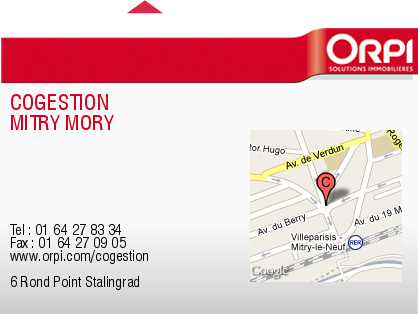 ORPI
SOLUTIONS IMMOBILIÈRES
COGESTION
MITRY MORY
tor.Hugo
Av. de Verdun
Roge
C
Av. du Berry
Av. du 19 M
Villeparisis -
Mitry-le-Neuf
RER
Google
Tel : 01 64 27 83 34
Fax : 01 64 27 09 05
www.orpi.com/cogestion
6 Rond Point Stalingrad